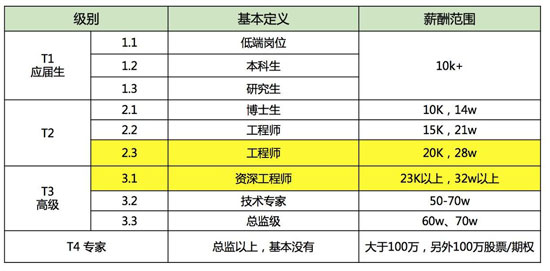 级别 基本定义 薪酬范围
T1 应届生 1.1 低端岗位 10k+
1.2 本科生
1.3 研究生
T2 2.1 博士生 10K，14w
2.2 工程师 15K，21w
2.3 工程师 20K，28w
T3 高级 3.1 资深工程师 23K以上，32w以上
3.2 技术专家 50-70w
3.3 总监级 60w、70w
T4 专家 总监以上，基本没有 大于100万，另外100万股票/期权